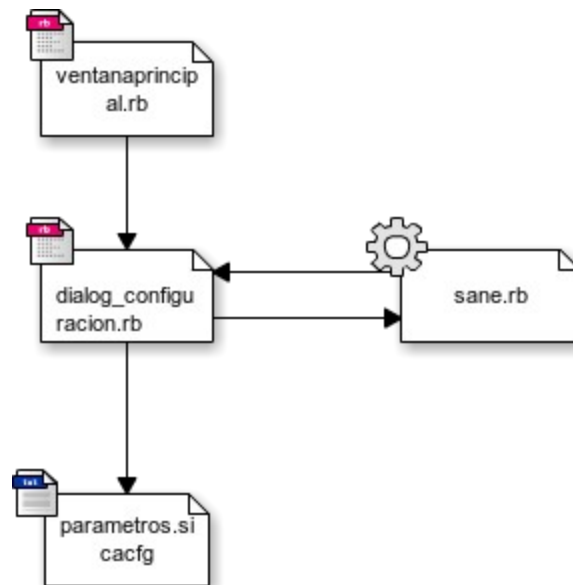 rb
ventanaprincip
al.rb
rb
dialog_configu
racion.rb
sane.rb
txt
parametros.si
cacfg